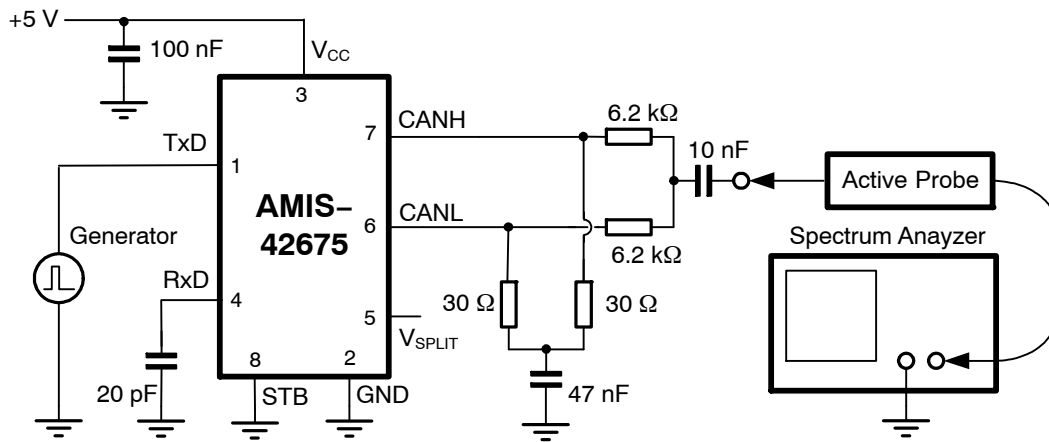 +5 V
100 nF
VCC
3
CANH
7
6.2 kΩ
10 nF
TxD
1
Active Probe
AMIS−
42675
CANL
6
6.2 kΩ
Generator
Spectrum Anayzer
RxD
4
30 Ω
30 Ω
5
VSPLIT
8
2
20 pF
STB
GND
47 nF